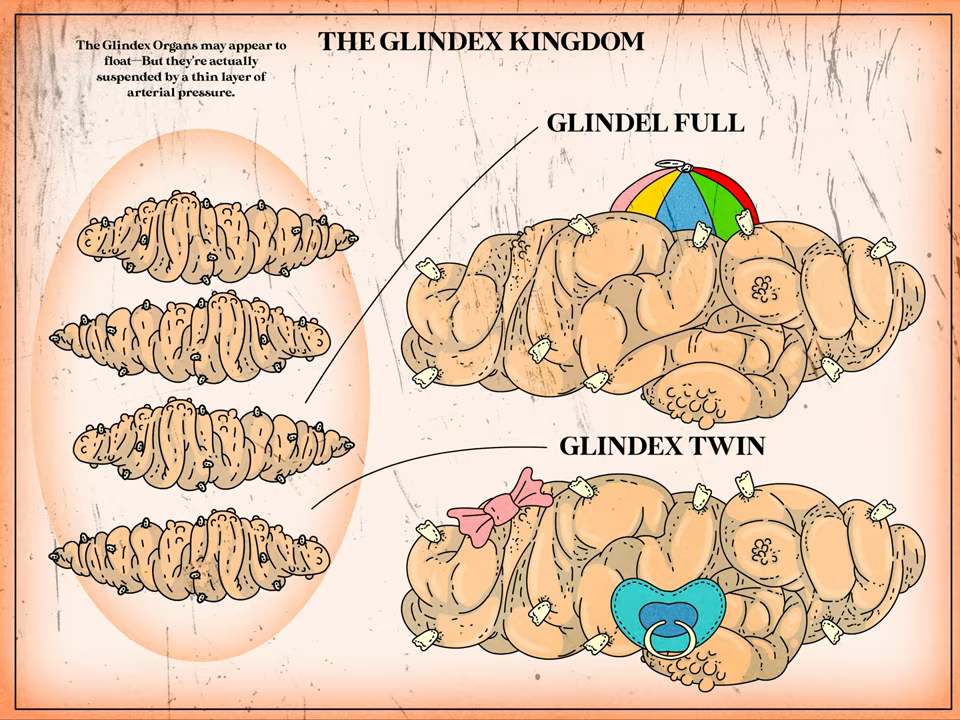 THE GLINDEX KINGDOM
The Glindex Organs may appear to
float—But they're actually
suspended by a thin layer of
arterial pressure.
GLINDEL FULL
GLINDEX TWIN